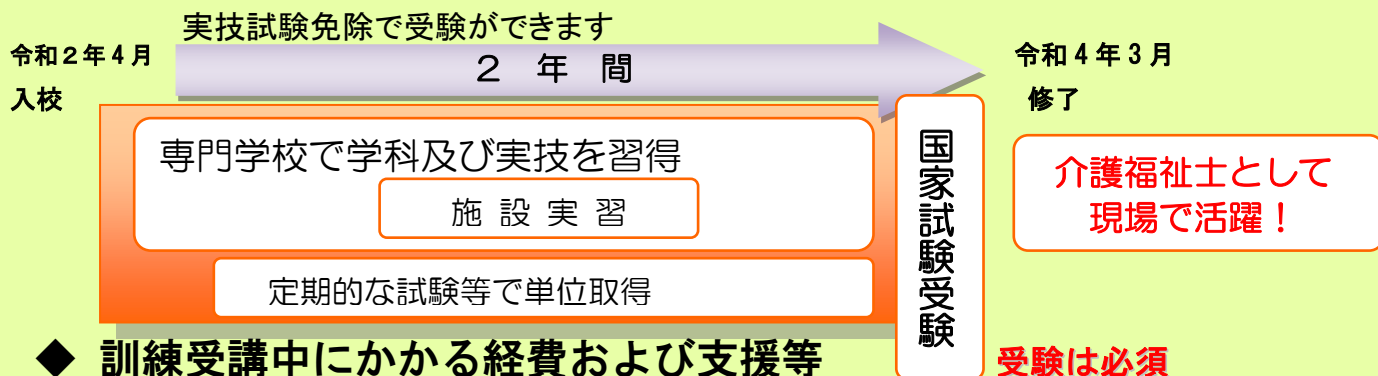 実技試験免除で受験ができます
令和２年４月
入校
２年間
令和４年３月
修了
専門学校で学科及び実技を習得
施設実習
定期的な試験等で単位取得
国家試験受験
介護福祉士として
現場で活躍！
◆ 訓練受講中にかかる経費および支援等
受験は必須